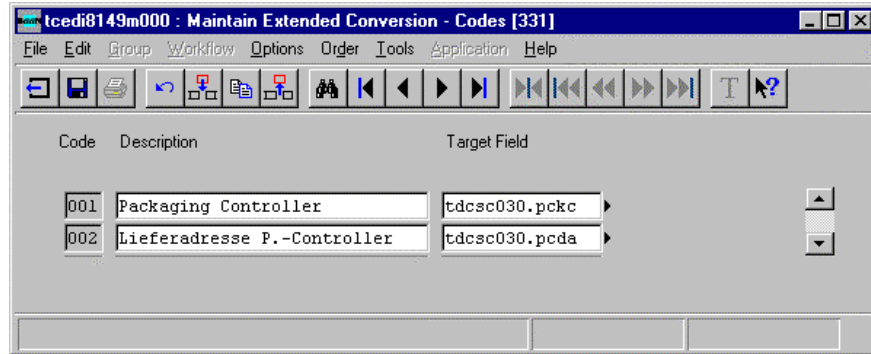 tcedi8149m000 : Maintain Extended Conversion - Codes [331]
File Edit Group Workflow Options Order Tools Application Help
T ?
Code Description Target Field
001 Packaging Controller tdcsc030.pckc
002 Lieferadresse P.-Controller tdcsc030.pcda